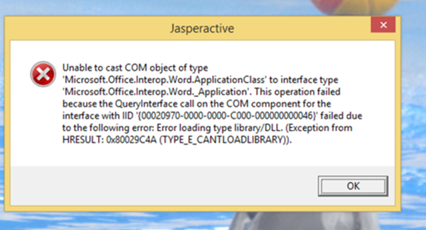 Jasperactive
Unable to cast COM object of type
'Microsoft.Office.Interop.Word.ApplicationClass' to interface type
'Microsoft.Office.Interop.Word._Application'. This operation failed
because the QueryInterface call on the COM component for the
interface with IID '{00020970-0000-0000-C000-000000000046}' failed due
to the following error: Error loading type library/DLL. (Exception from
HRESULT: 0x80029C4A (TYPE_E_CANTLOADLIBRARY)).
OK